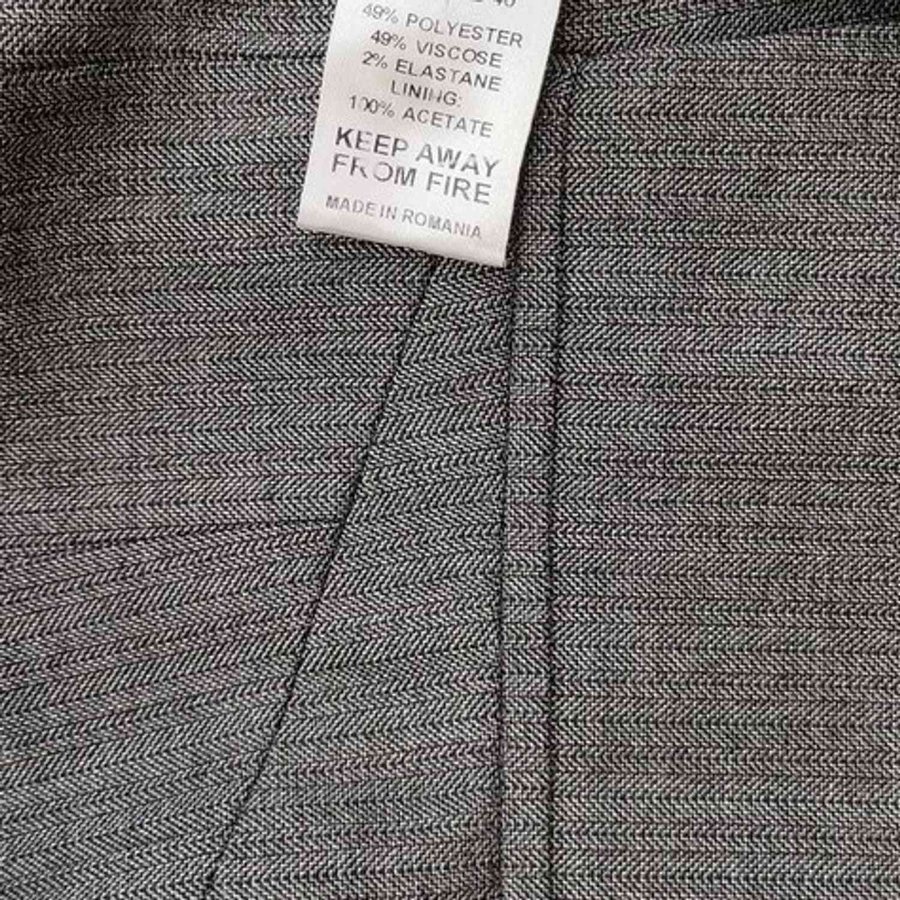 49% POLYESTER
49% VISCOSE
2% ELASTANE
LINING:
100% ACETATE
KEEP AWAY
FROM FIRE
MADE IN ROMANIA